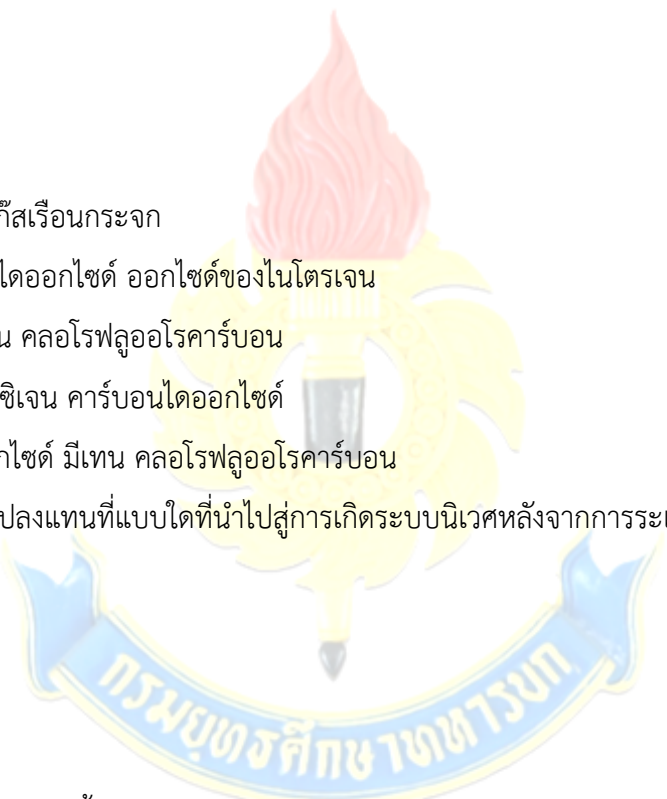 ก๊สเรือนกระจก
ไดออกไซด์ ออกไซด์ของไนโตรเจน
น คลอโรฟลูออโรคาร์บอน
ซิเจน คาร์บอนไดออกไซด์
กไซด์ มีเทน คลอโรฟลูออโรคาร์บอน
ปลงแทนที่แบบใดที่นำไปสู่การเกิดระบบนิเวศหลังจากการระเ
กรมยุทธศึกษาทหารบก